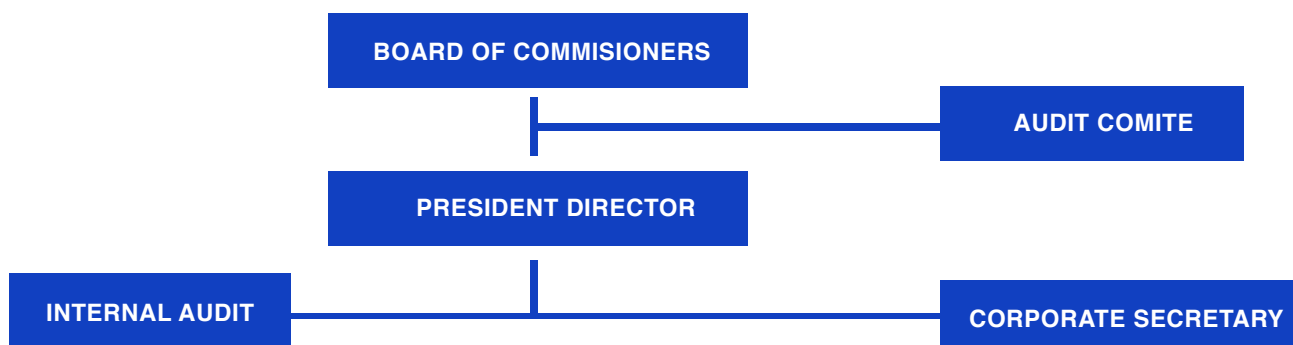 BOARD OF COMMISIONERS
AUDIT COMITE
PRESIDENT DIRECTOR
INTERNAL AUDIT
CORPORATE SECRETARY